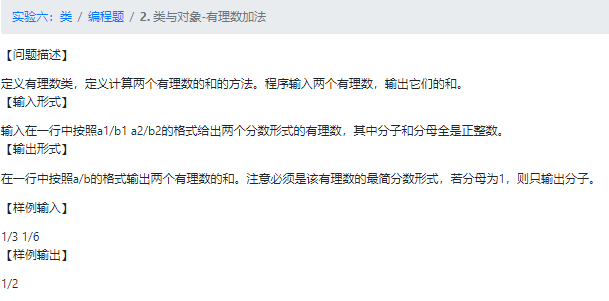 实验六：类 / 编程题 / 2. 类与对象-有理数加法
【问题描述】
定义有理数类，定义计算两个有理数的和的方法。程序输入两个有理数，输出它们的和。
【输入形式】
输入在一行中按照a1/b1 a2/b2的格式给出两个分数形式的有理数，其中分子和分母全是正整数。
【输出形式】
在一行中按照a/b的格式输出两个有理数的和。注意必须是该有理数的最简分数形式，若分母为1，则只输出分子。
【样例输入】
1/3 1/6
【样例输出】
1/2